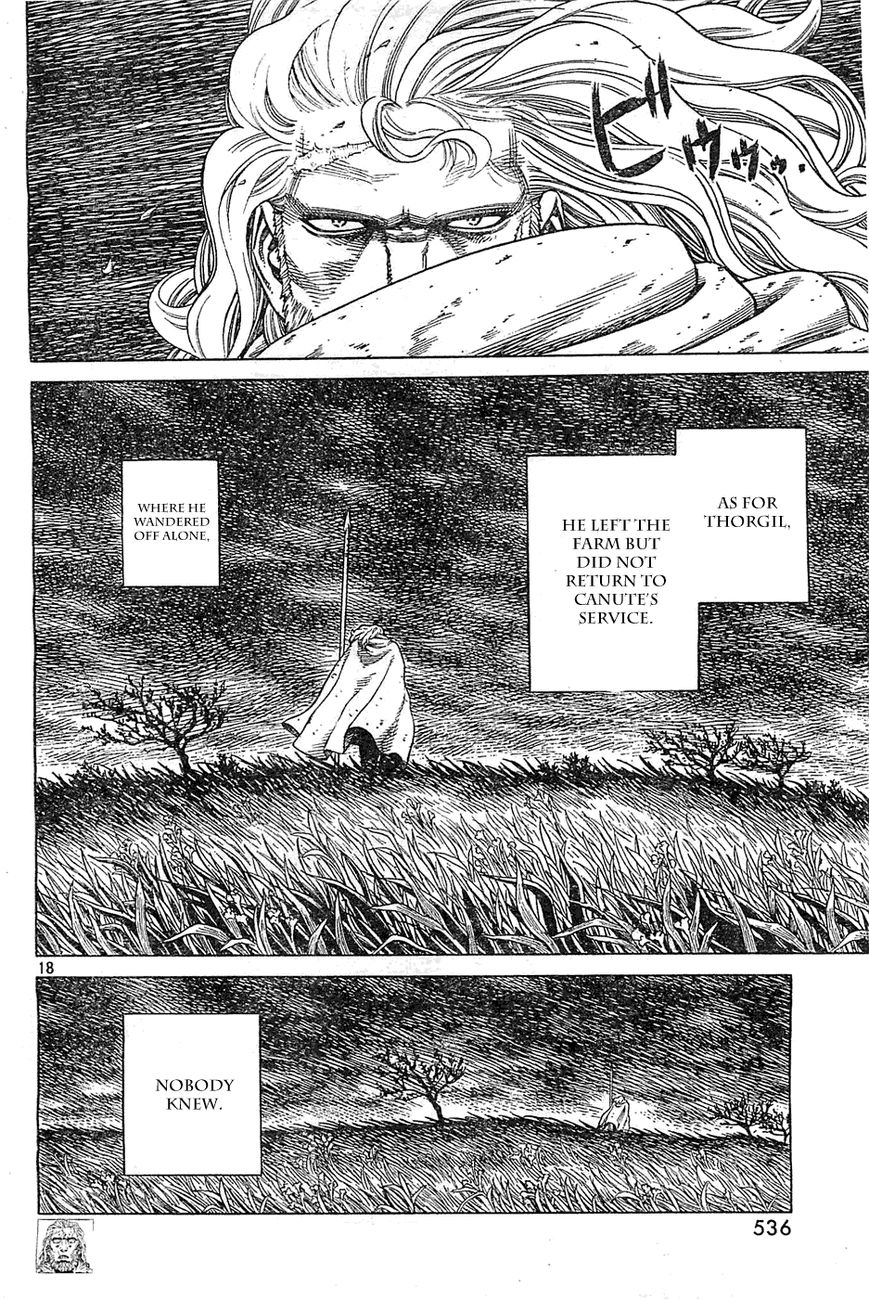 ビュウウ・・
AS FOR
THORGIL,
HE LEFT THE
FARM BUT
DID NOT
RETURN TO
CANUTE'S
SERVICE.
WHERE HE
WANDERED
OFF ALONE,
18
NOBODY
KNEW.
536